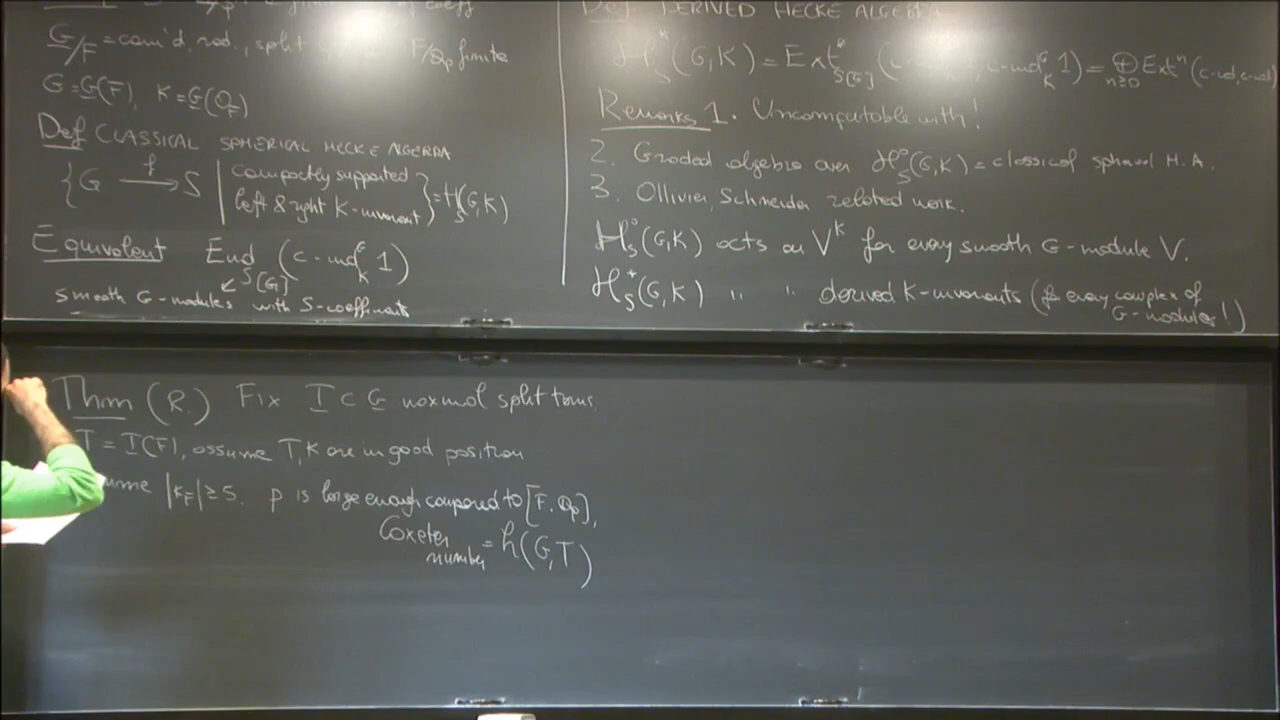 G/F = conn'd, red., split F/Qp finite
G = G(F), K = G(O_F)
Def CLASSICAL SPHERICAL HECKE ALGEBRA
{G →^f S | compactly supported
left & right K-invariant} = H_S(G,K)
Equivalent End_S[G] (c-ind_K^G 1)
smooth G-modules with S-coefficients
Def. DERIVED HECKE ALGEBRA
H_S^*(G,K) = Ext^*_S[G] (c-ind_K^G 1) = ⊕_n≥0 Ext^n (c-ind, c-ind)
Remarks 1. Uncomputable with!
2. Graded algebra over H_S^0(G,K) = classical spherical H.A.
3. Ollivier, Schneider related work.
H_S^0(G,K) acts on V^K for every smooth G-module V.
H_S^*(G,K) " " derived K-invariants (for every complex of
G-modules!)
Thm (R.) Fix T ⊂ G maximal split torus,
T = T(F), assume T, K are in good position
|k_F| ≥ 5. p is large enough compared to [F:Qp],
Coxeter
number = h(G,T)